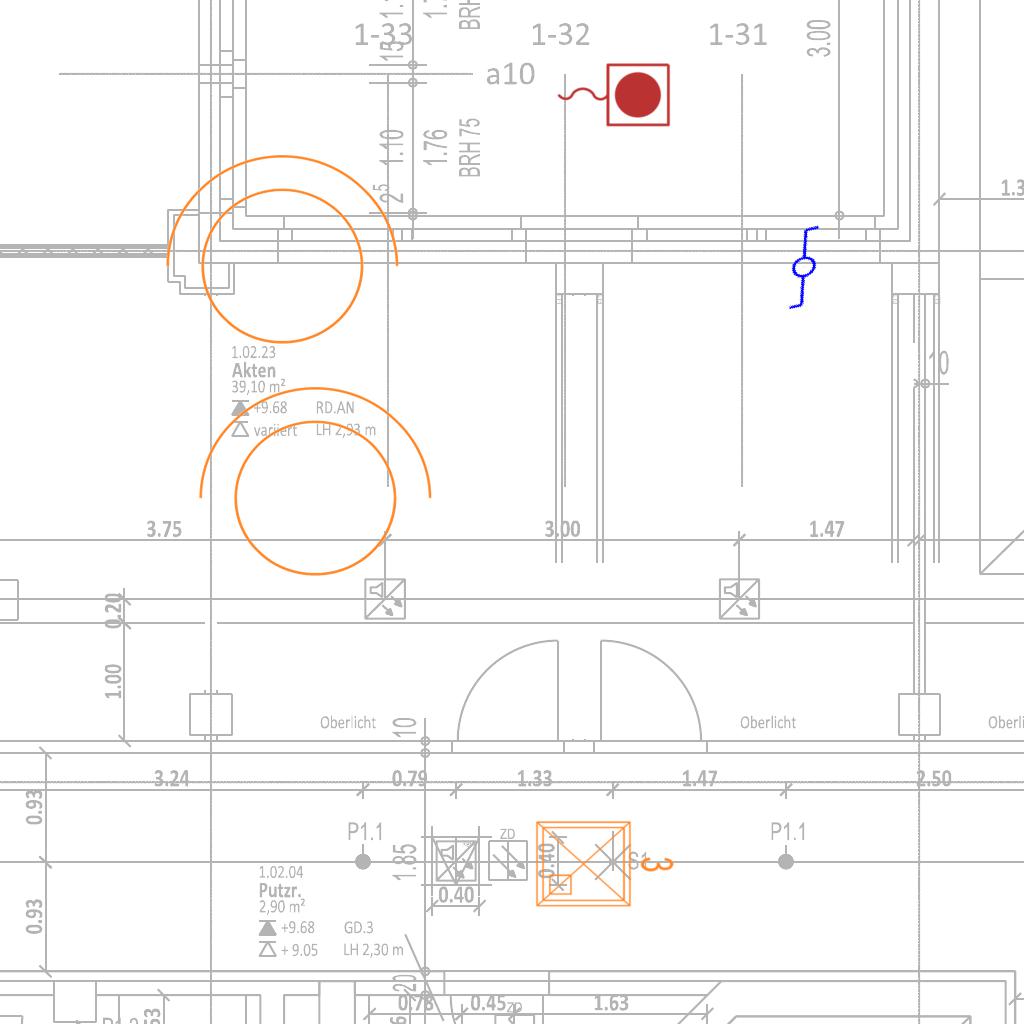 1-33
1-32
1-31
a10
15
3.00
BRH
1.10
1.76
BRH 75
2⁵
1.3
1.02.23
Akten
39,10 m²
+9.68 RD.AN
variiert LH 2,93 m
10
3.75
3.00
1.47
0.20
1.00
Oberlicht
10
Oberlicht
Oberli
3.24
0.79
1.33
1.47
2.50
0.93
P1.1
P1.1
ZD
1.85
0.40
3
0.40
1.02.04
Putzr.
2,90 m²
+9.68 GD.3
+ 9.05 LH 2,30 m
0.93
20
0.78
0.45
ZD
1.63